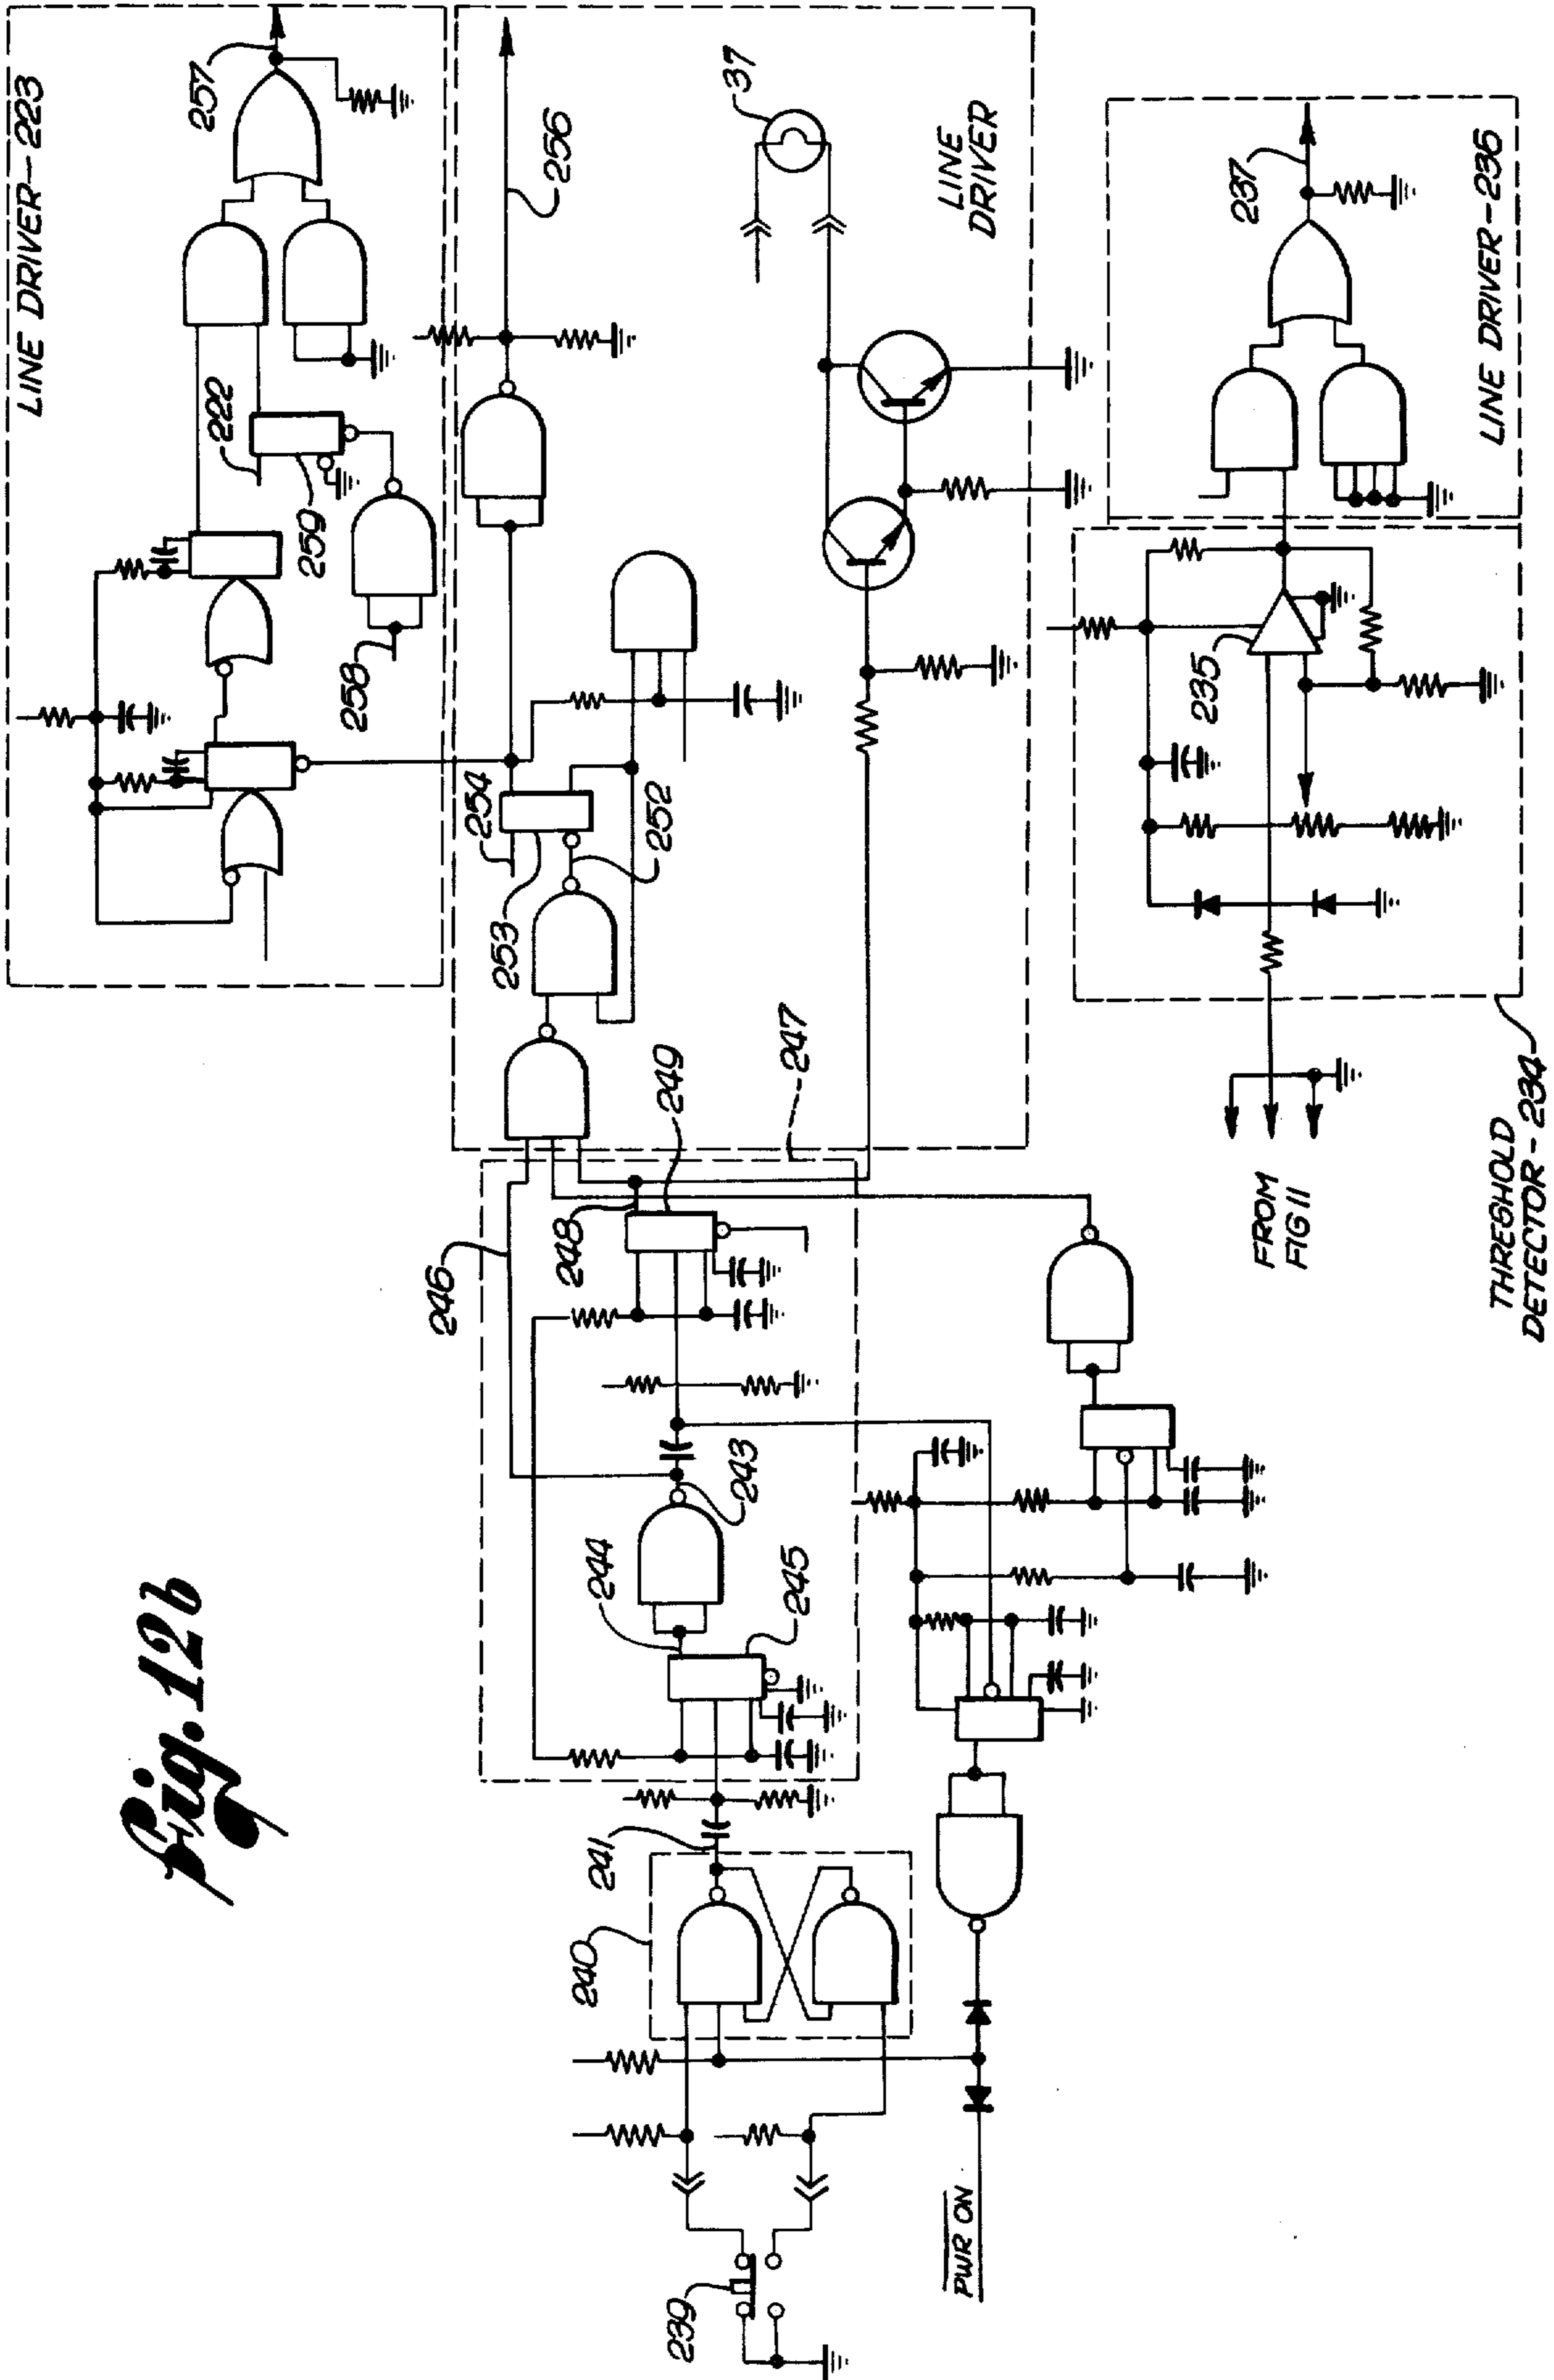 LINE DRIVER-223
257
222
259
258
256
37
LINE
DRIVER
254
253
252
246
247
249
248
243
244
245
241
240
239
PWR ON
237
LINE DRIVER-236
235
FROM
FIG 11
THRESHOLD
DETECTOR-234
Fig. 12b